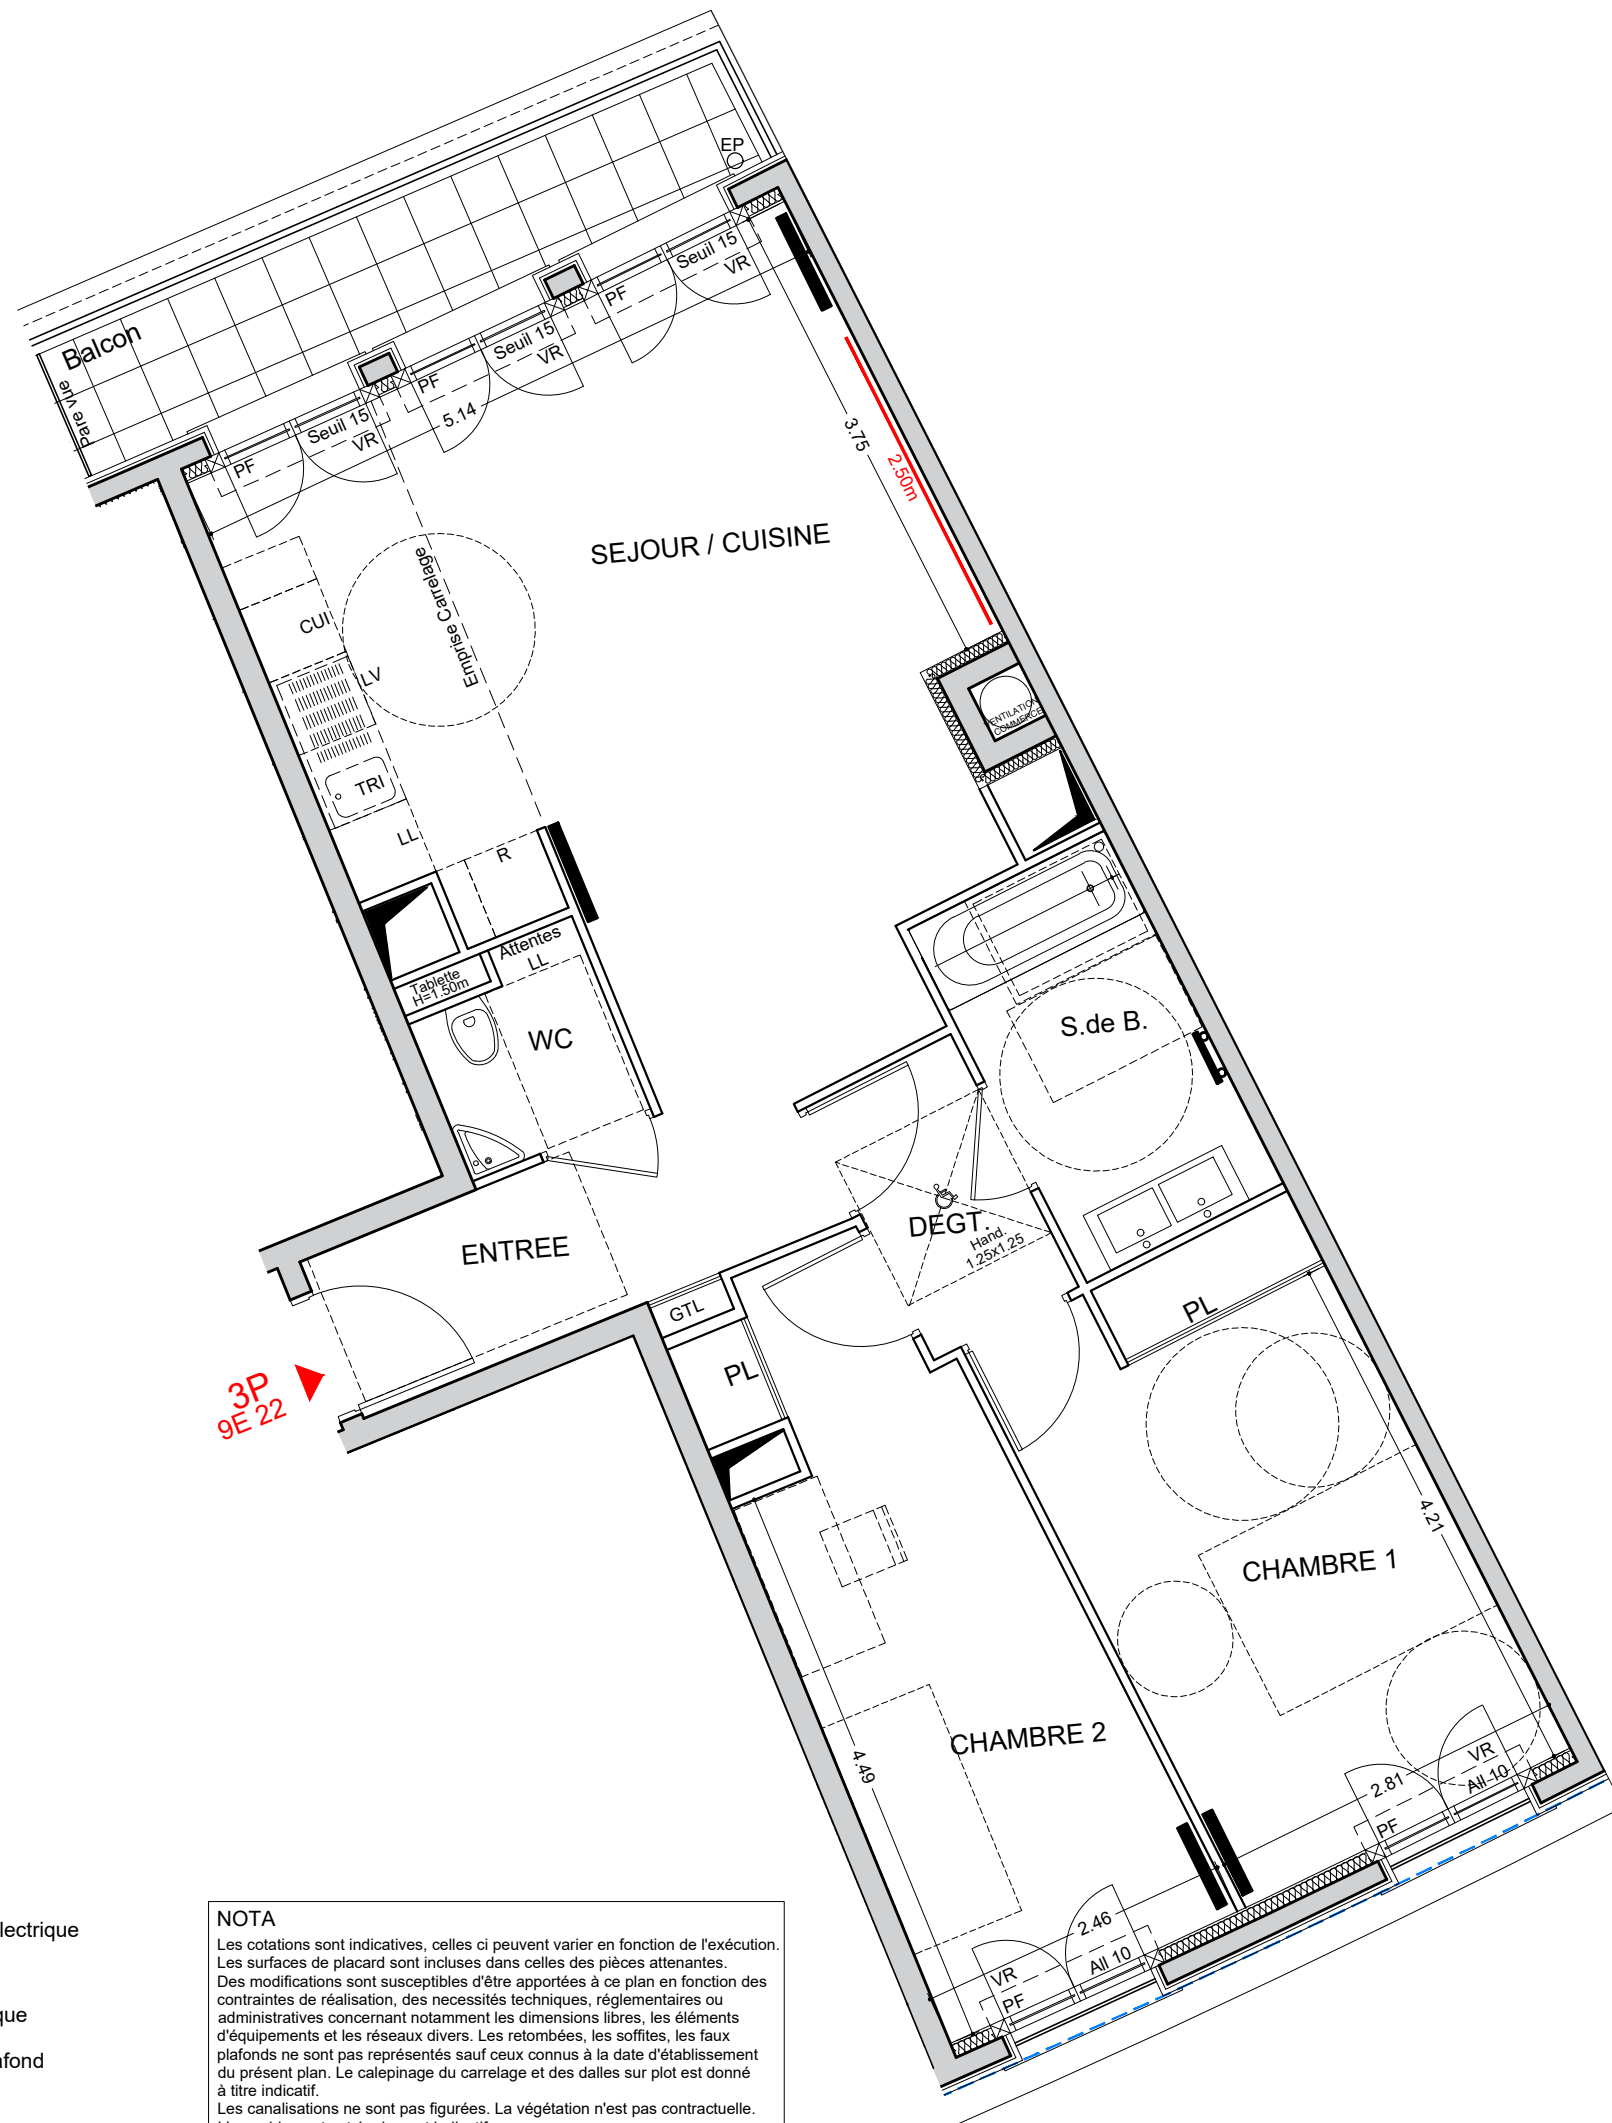 EP
Balcon
Pare vue
Seuil 15
VR
PF
Seuil 15
VR
PF
Seuil 15
VR
PF
5.14
3.75
2.50m
SEJOUR / CUISINE
Emprise Carrelage
CUI
LV
TRI
LL
R
VENTILATION
COMMERCE
Attentes
LL
Tablette
H=1.50m
WC
S.de B.
ENTREE
DEGT.
Hand.
1.25x1.25
GTL
PL
PL
3P
9E 22
4.21
CHAMBRE 1
CHAMBRE 2
4.49
2.81
VR
All 10
PF
2.46
All 10
VR
PF
lectrique
que
afond
NOTA
Les cotations sont indicatives, celles ci peuvent varier en fonction de l'exécution.
Les surfaces de placard sont incluses dans celles des pièces attenantes.
Des modifications sont susceptibles d'être apportées à ce plan en fonction des
contraintes de réalisation, des necessités techniques, réglementaires ou
administratives concernant notamment les dimensions libres, les éléments
d'équipements et les réseaux divers. Les retombées, les soffites, les faux
plafonds ne sont pas représentés sauf ceux connus à la date d'établissement
du présent plan. Le calepinage du carrelage et des dalles sur plot est donné
à titre indicatif.
Les canalisations ne sont pas figurées. La végétation n'est pas contractuelle.